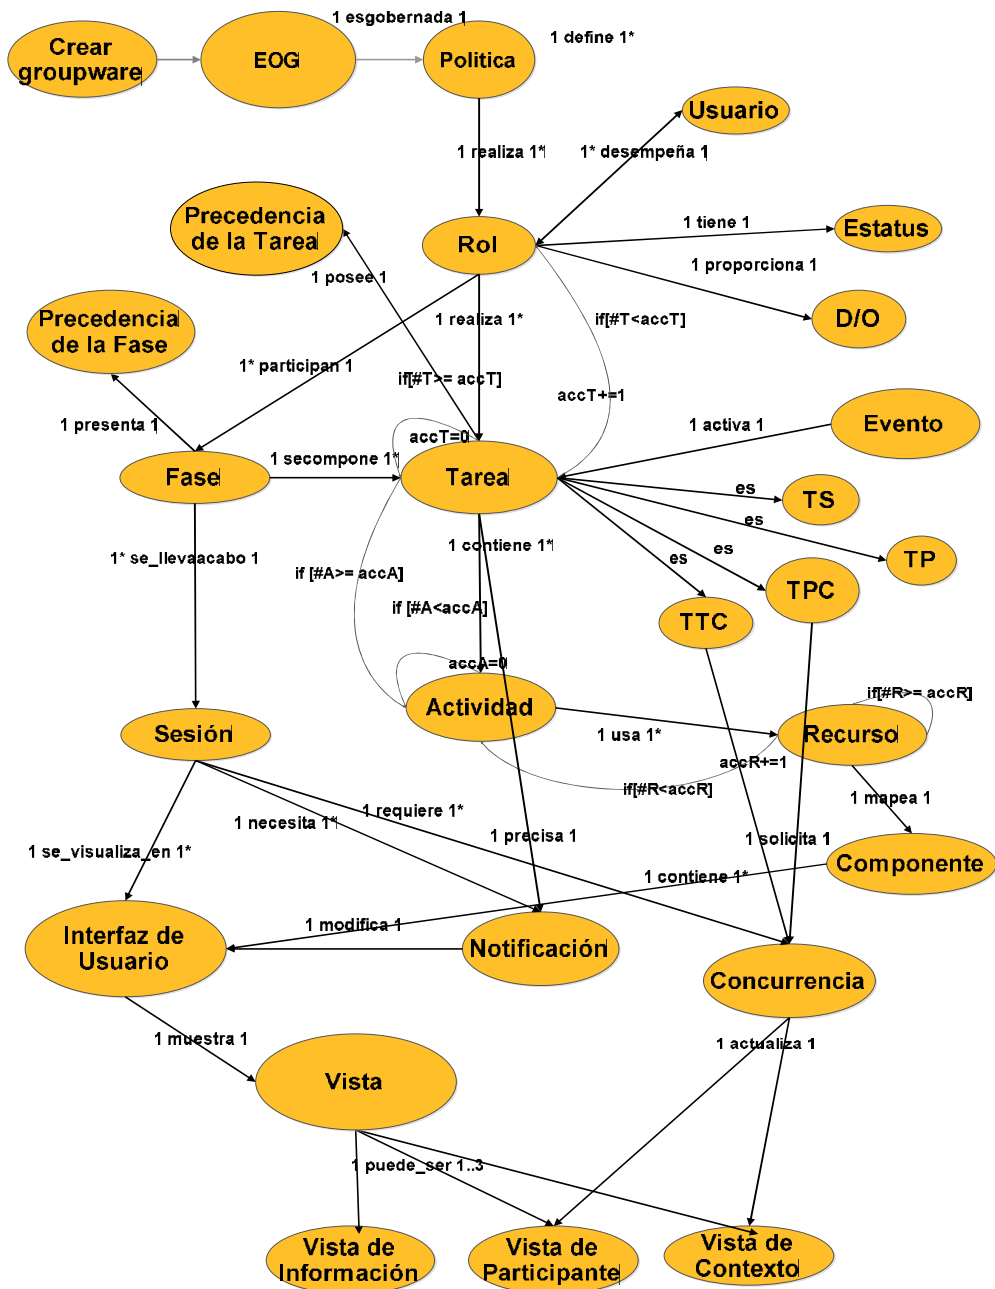 1 esgobernada 1
1 define 1*
Crear
groupware
EOG
Politica
Usuario
1 realiza 1*
1* desempeña 1
Precedencia
de la Tarea
Rol
1 tiene 1
Estatus
1 proporciona 1
1 posee 1
Precedencia
de la Fase
1 realiza 1*
if[#T<accT]
D/O
1* participan 1
if[#T>= accT]
accT+=1
1 presenta 1
accT=0
1 activa 1
Evento
1 secompone 1*
Fase
Tarea
es
TS
es
1* se_llevaacabo 1
1 contiene 1*
es
es
TP
if [#A>= accA]
TPC
if [#A<accA]
TTC
accA=0
if[#R>= accR]
Actividad
Sesión
1 usa 1*
Recurso
accR+=1
if[#R<accR]
1 mapea 1
1 requiere 1*
1 necesita 1*
1 precisa 1
1 solicita 1
1 se_visualiza_en 1*
1 contiene 1*
Componente
1 modifica 1
Interfaz de
Usuario
Notificación
Concurrencia
1 muestra 1
1 actualiza 1
Vista
1 puede_ser 1..3
Vista de
Información
Vista de
Participante
Vista de
Contexto